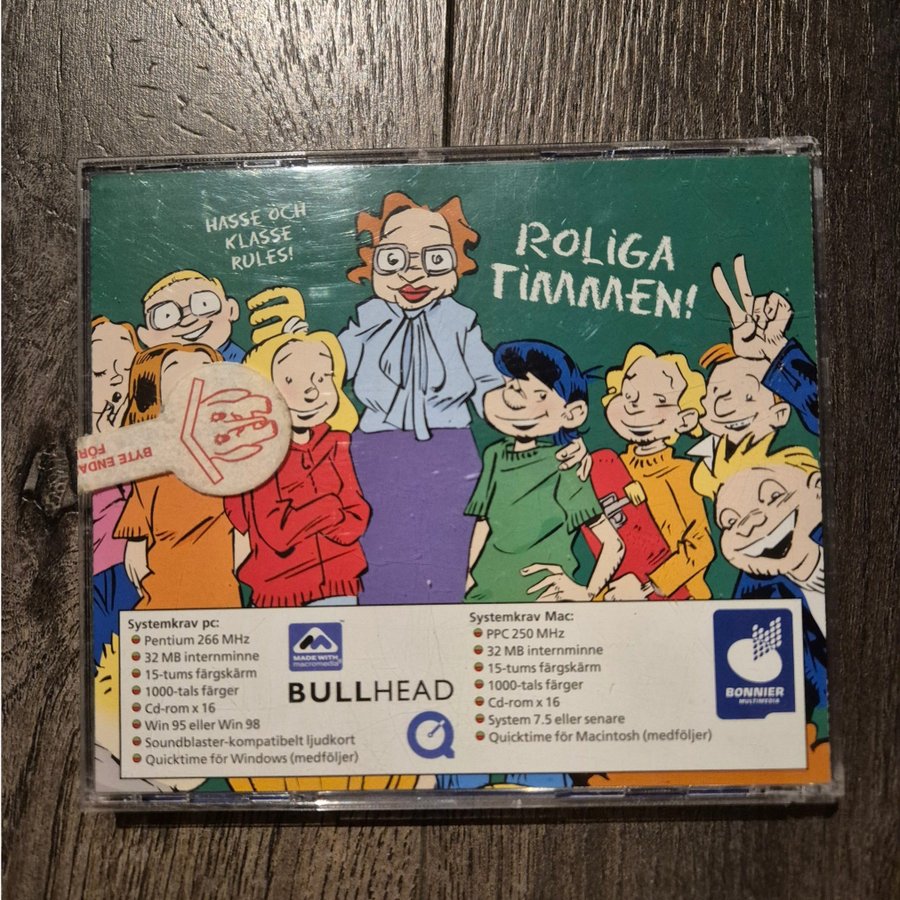 HASSE OCH
KLASSE
RULES!
ROLIGA
TIMMEN!
BYTE ENDA
FÖR
Systemkrav pc:
Pentium 266 MHz
32 MB internminne
15-tums färgskärm
1000-tals färger
Cd-rom x 16
Win 95 eller Win 98
Soundblaster-kompatibelt ljudkort
Quicktime för Windows (medföljer)
MADE WITH
macromedia®
BULLHEAD
Systemkrav Mac:
PPC 250 MHz
32 MB internminne
15-tums färgskärm
1000-tals färger
Cd-rom x 16
System 7.5 eller senare
Quicktime för Macintosh (medföljer)
BONNIER
MULTIMEDIA